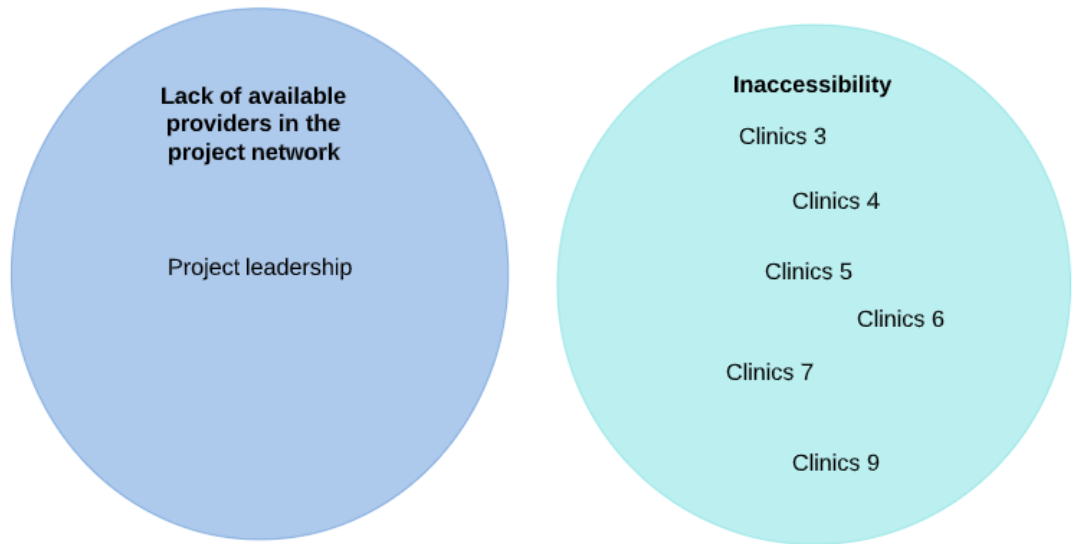 Lack of available
providers in the
project network
Project leadership
Inaccessibility
Clinics 3
Clinics 4
Clinics 5
Clinics 6
Clinics 7
Clinics 9